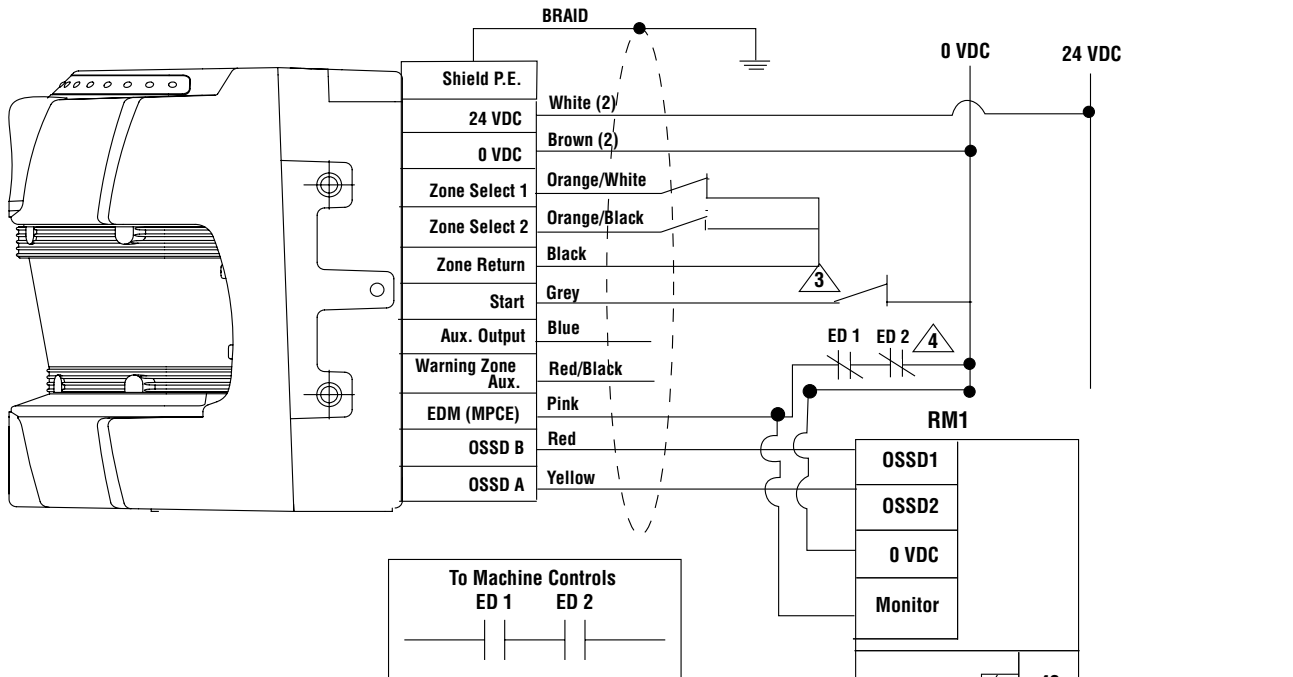 BRAID
0 VDC
24 VDC
Shield P.E.
24 VDC
White (2)
0 VDC
Brown (2)
Zone Select 1
Orange/White
Zone Select 2
Orange/Black
Zone Return
Black
3
Start
Grey
Aux. Output
Blue
ED 1
ED 2
4
Warning Zone
Aux.
Red/Black
EDM (MPCE)
Pink
RM1
OSSD B
Red
OSSD1
OSSD A
Yellow
OSSD2
0 VDC
Monitor
To Machine Controls
ED 1
ED 2